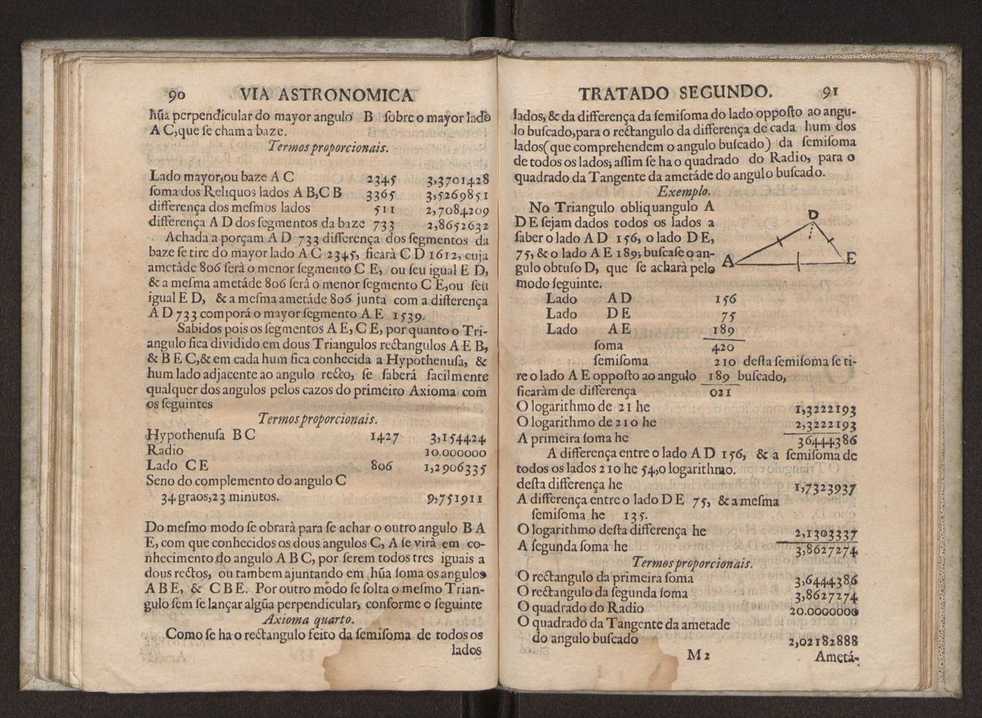 90 VIA ASTRONOMICA
hũa perpendicular do mayor angulo B sobre o mayor lado
A C, que se chama baze.
Termos proporcionais.
Lado mayor, ou baze A C 2345 3,3701428
soma dos Reliquos lados A B, C B 3365 3,5269851
differença dos mesmos lados 511 2,7084209
differença A D dos segmentos da baze 733 2,8652632
Achada a porçam A D 733 differença dos segmentos da
baze se tire do mayor lado A C 2345, ficará C D 1612, cuja
ametáde 806 será o menor segmento C E, ou seu igual E D,
& a mesma ametáde 806 será o menor segmento C E, ou seu
igual E D, & a mesma ametáde 806 junta com a differença
A D 733 comporá o mayor segmento A E 1539.
Sabidos pois os segmentos A E, C E, por quanto o Tri-
angulo fica dividido em dous Triangulos rectangulos A E B,
& B E C, & em cada hum fica conhecida a Hypothenusa, &
hum lado adjacente ao angulo recto, se saberá facilmente
qualquer dos angulos pelos cazos do primeiro Axioma com
os seguintes
Termos proporcionais.
Hypothenusa B C 1427 3,154424
Radio 10.000000
Lado C E 806 1,2906335
Seno do complemento do angulo C
34 graos, 23 minutos. 9,751911
Do mesmo modo se obrará para se achar o outro angulo B A
E, com que conhecidos os dous angulos C, A se virá em co-
nhecimento do angulo A B C, por serem todos tres iguais a
dous rectos, ou tambem ajuntando em hũa soma os angulos
A B E, & C B E. Por outro módo se solta o mesmo Trian-
gulo sem se lançar algũa perpendicular, conforme o seguinte
Axioma quarto.
Como se ha o rectangulo feito da semisoma de todos os
lados
TRATADO SEGUNDO. 91
lados, & da differença da semisoma do lado opposto ao angu-
lo buscado, para o rectangulo da differença de cada hum dos
lados (que comprehendem o angulo buscado) da semisoma
de todos os lados; assim se ha o quadrado do Radio, para o
quadrado da Tangente da ametáde do angulo buscado.
Exemplo.
No Triangulo obliquangulo A
D E sejam dados todos os lados a
saber o lado A D 156, o lado D E,
75, & o lado A E 189; buscase o an-
gulo obtuso D, que se achará pelo
modo seguinte.
D
A E
Lado A D 156
Lado D E 75
Lado A E 189
soma 420
semisoma 210 desta semisoma se ti-
re o lado A E opposto ao angulo 189 buscado,
ficarám de differença 021
O logarithmo de 21 he 1,3222193
O logarithmo de 210 he 2,3222193
A primeira soma he 36444386
A differença entre o lado A D 156, & a semisoma de
todos os lados 210 he 54, o logarithmo.
desta differença he 1,7323937
A differença entre o lado D E 75, & a mesma
semisoma he 135.
O logarithmo desta differença he 2,1303337
A segunda soma he 3,8627274
Termos proporcionais.
O rectangulo da primeira soma 3,6444386
O rectangulo da segunda soma 3,8627274
O quadrado do Radio 20.0000000
O quadrado da Tangente da ametade
do angulo buscado 2,02182888
M 2 Ametá-